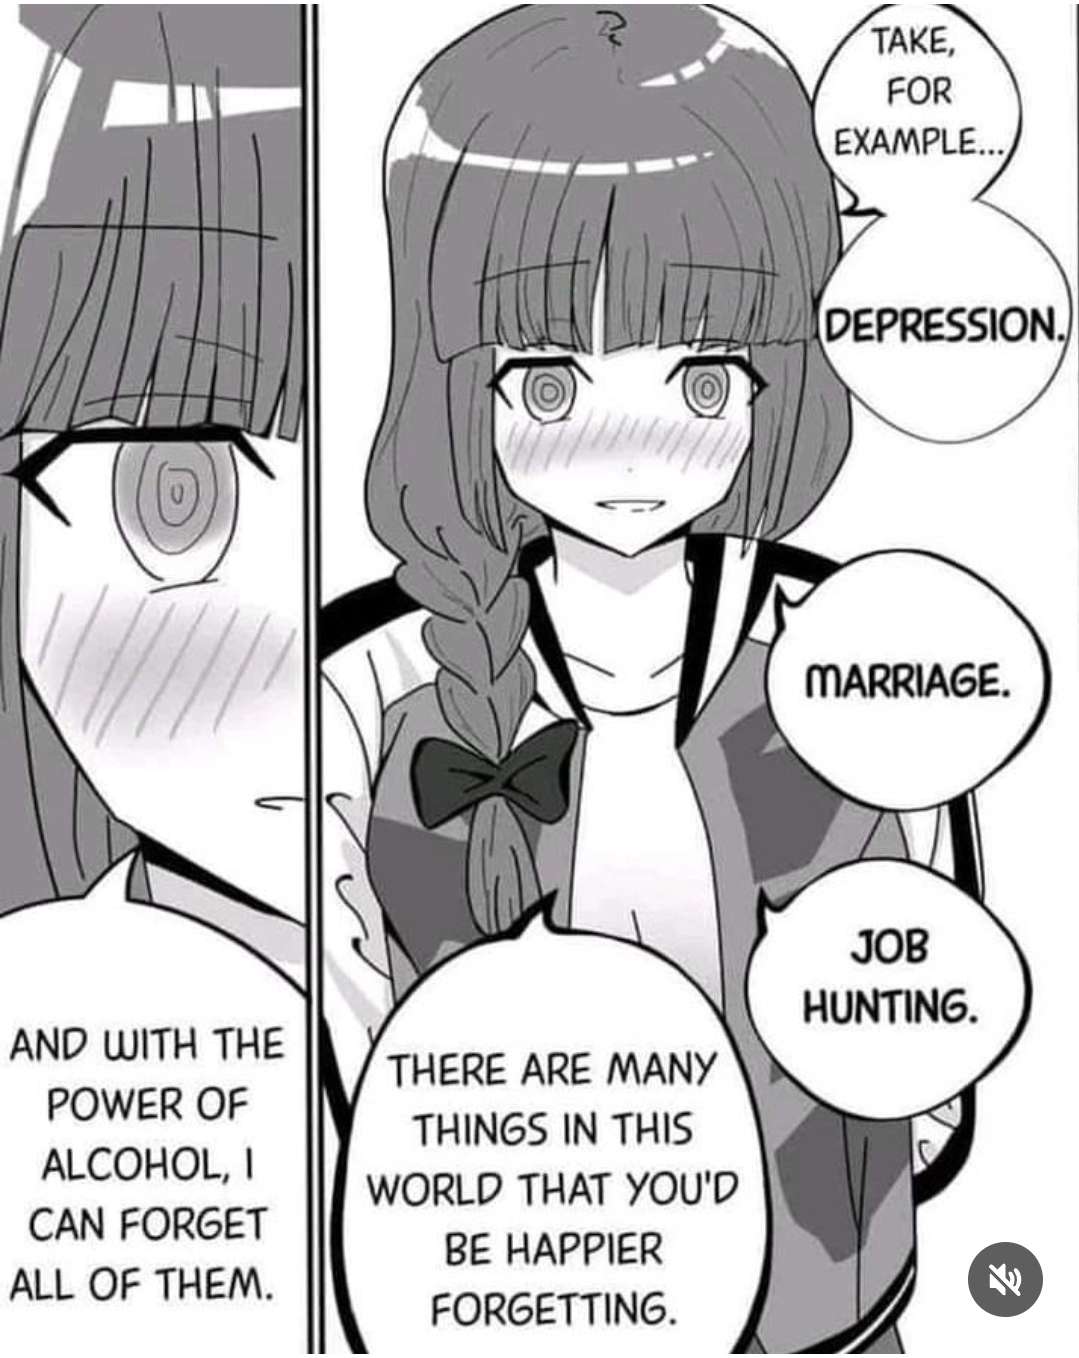 TAKE,
FOR
EXAMPLE...
DEPRESSION.
MARRIAGE.
JOB
HUNTING.
THERE ARE MANY
THINGS IN THIS
WORLD THAT YOU'D
BE HAPPIER
FORGETTING.
AND WITH THE
POWER OF
ALCOHOL, I
CAN FORGET
ALL OF THEM.